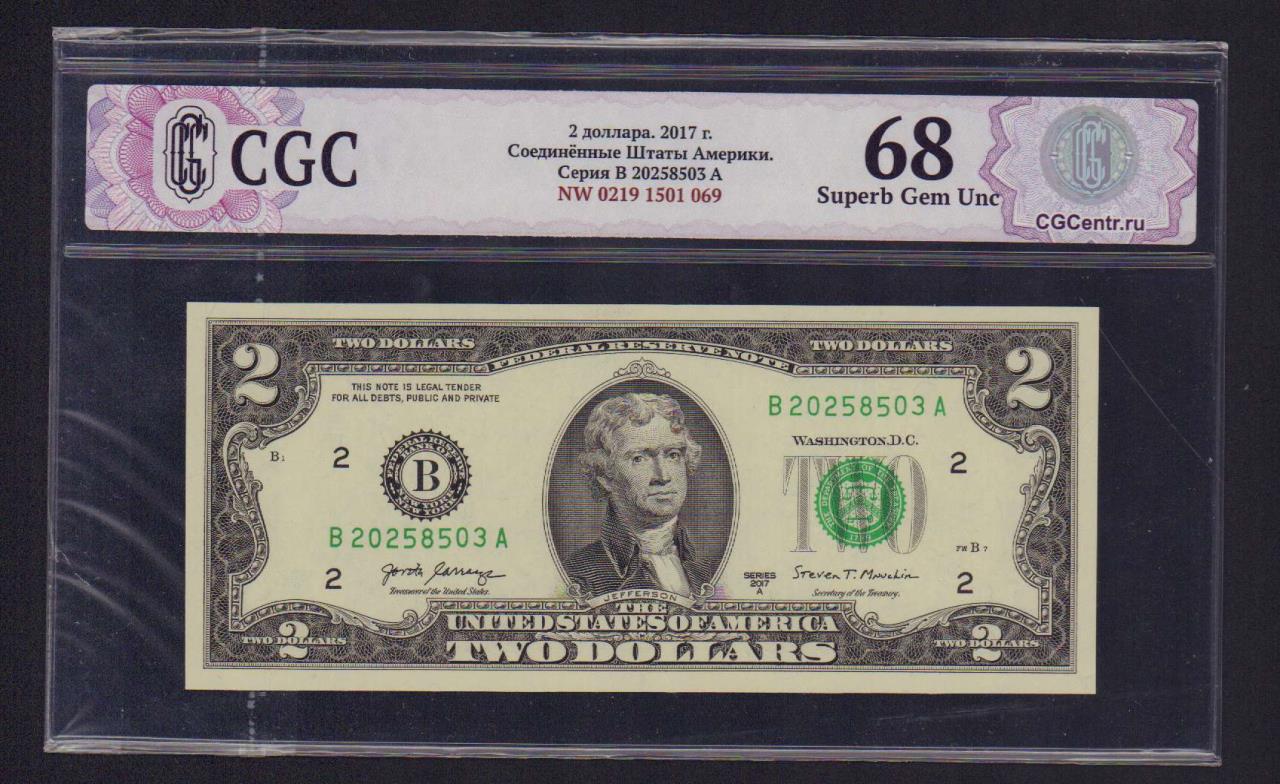 CGC
2 доллара. 2017 г.
Соединённые Штаты Америки.
Серия B 20258503 A
NW 0219 1501 069
68
Superb Gem Unc
CGCentr.ru
TWO DOLLARS
TWO DOLLARS
FEDERAL RESERVE NOTE
2
2
THIS NOTE IS LEGAL TENDER
FOR ALL DEBTS, PUBLIC AND PRIVATE
B 20258503 A
WASHINGTON, D.C.
B1
2
B
TWO
2
B 20258503 A
FW B 7
2
Treasurer of the United States.
SERIES
2017
A
Steven T. Mnuchin
Secretary of the Treasury.
2
JEFFERSON
THE
UNITED STATES OF AMERICA
TWO DOLLARS
TWO DOLLARS
2
TWO DOLLARS
2